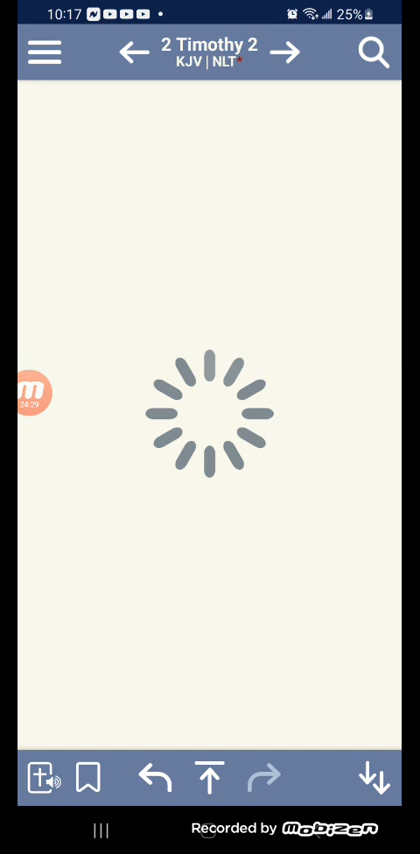 10:17
25%
2 Timothy 2
KJV | NLT*
m
24:29
Recorded by mobizen